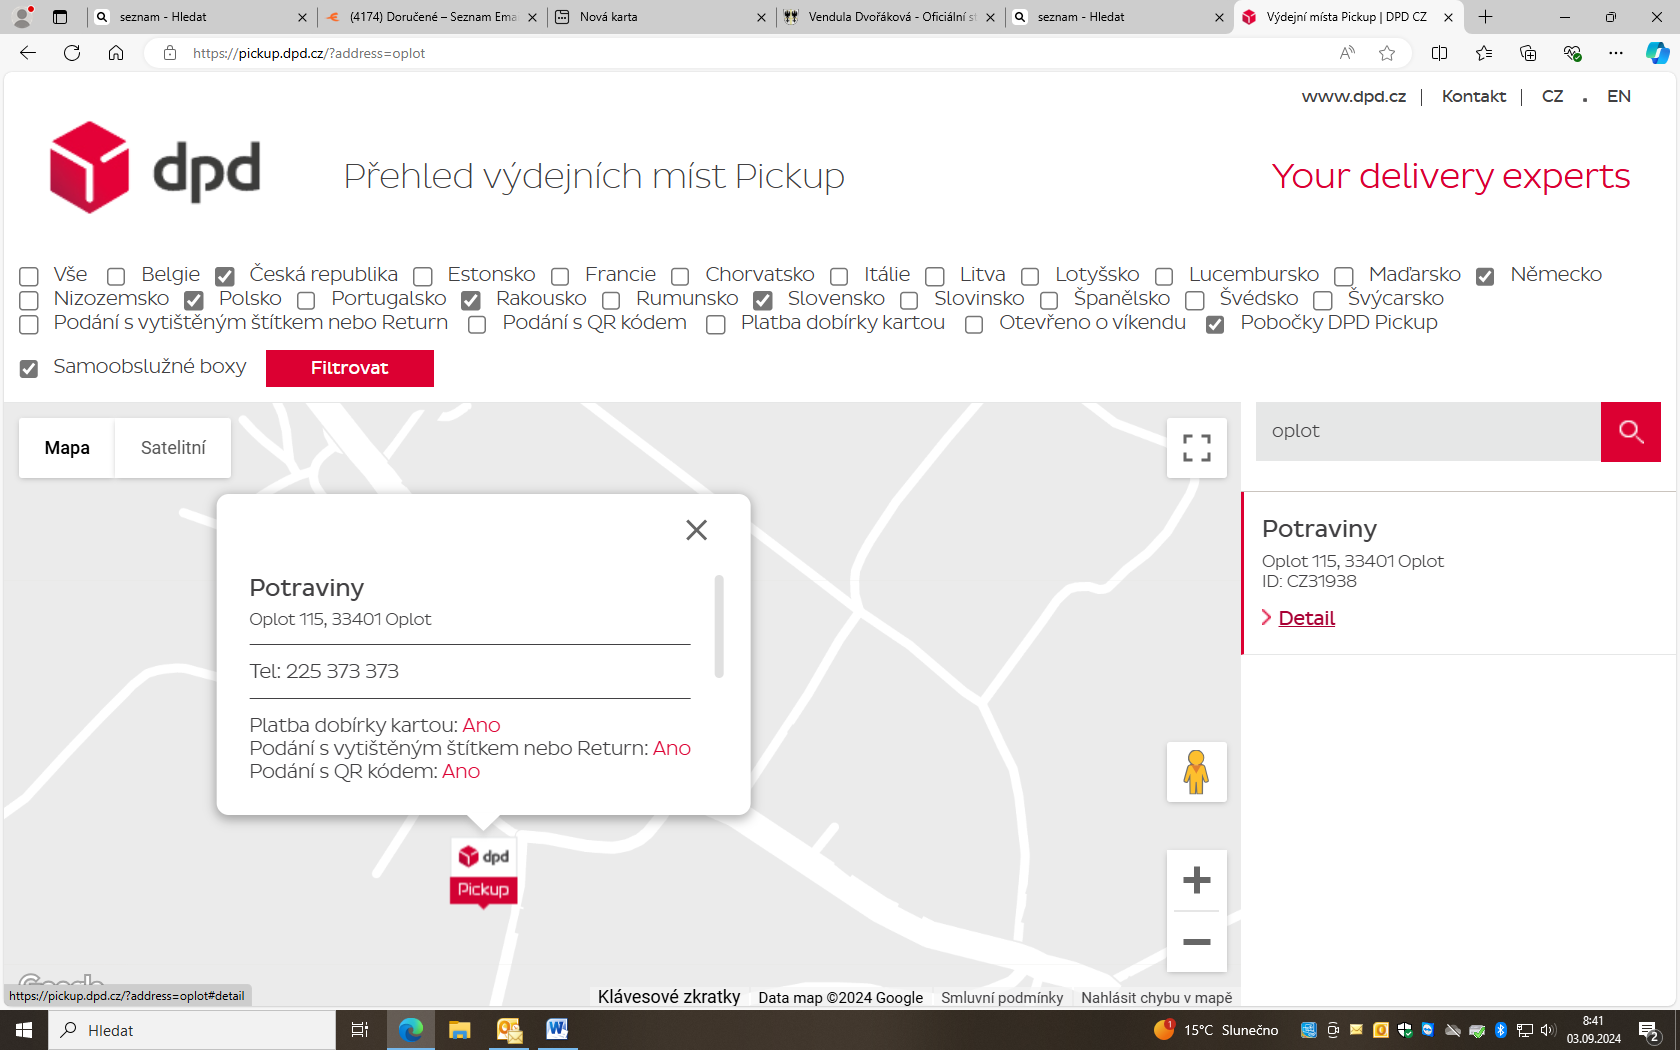 seznam - Hledat
(4174) Doručené – Seznam Ema
Nová karta
Vendula Dvořáková - Oficiální st
seznam - Hledat
Výdejní místa Pickup | DPD CZ
https://pickup.dpd.cz/?address=oplot
www.dpd.cz | Kontakt | CZ . EN
dpd
Přehled výdejních míst Pickup
Your delivery experts
Vše Belgie Česká republika Estonsko Francie Chorvatsko Itálie Litva Lotyšsko Lucembursko Maďarsko Německo
Nizozemsko Polsko Portugalsko Rakousko Rumunsko Slovensko Slovinsko Španělsko Švédsko Švýcarsko
Podání s vytištěným štítkem nebo Return Podání s QR kódem Platba dobírky kartou Otevřeno o víkendu Pobočky DPD Pickup
Samoobslužné boxy Filtrovat
Mapa Satelitní
oplot
Potraviny
Oplot 115, 33401 Oplot
ID: CZ31938
Detail
Potraviny
Oplot 115, 33401 Oplot
Tel: 225 373 373
Platba dobírky kartou: Ano
Podání s vytištěným štítkem nebo Return: Ano
Podání s QR kódem: Ano
dpd
Pickup
Google
https://pickup.dpd.cz/?address=oplot#detail
Klávesové zkratky Data map ©2024 Google Smluvní podmínky Nahlásit chybu v mapě
Hledat
1 15°C Slunečno
8:41
03.09.2024
2